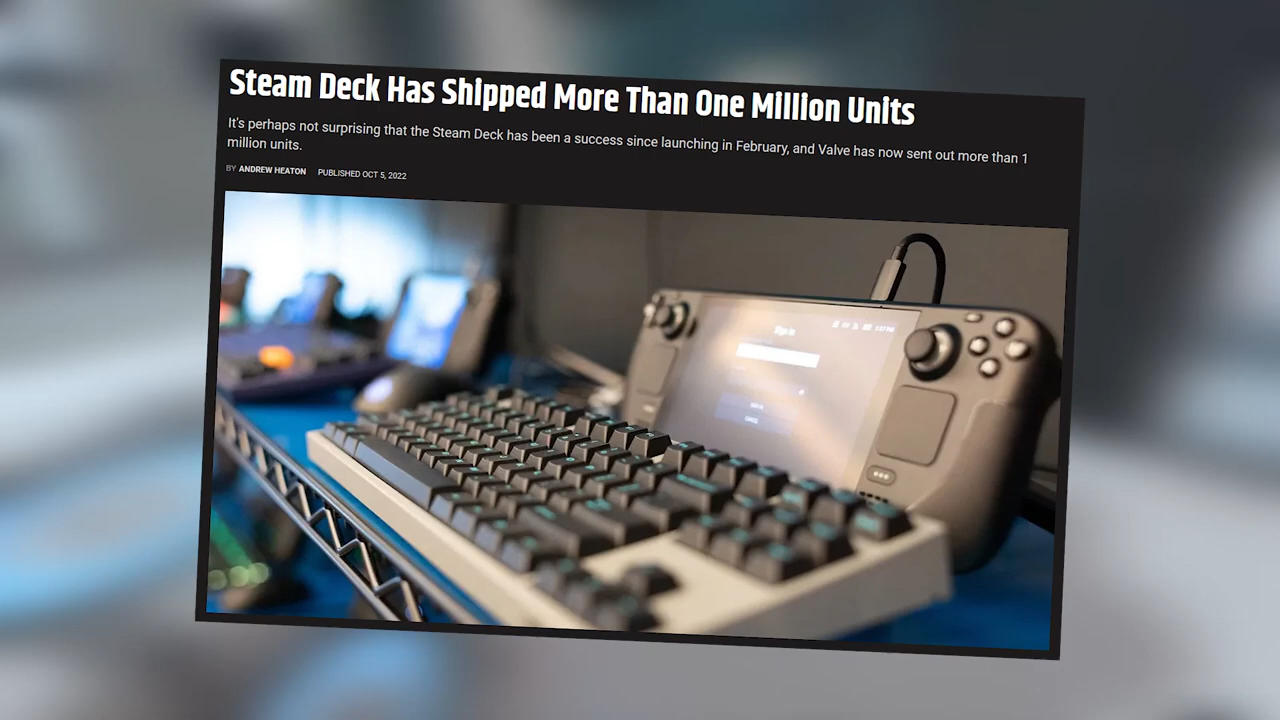 Steam Deck Has Shipped More Than One Million Units
It's perhaps not surprising that the Steam Deck has been a success since launching in February, and Valve has now sent out more than 1
million units.
BY ANDREW HEATON PUBLISHED OCT 5, 2022
Sign in